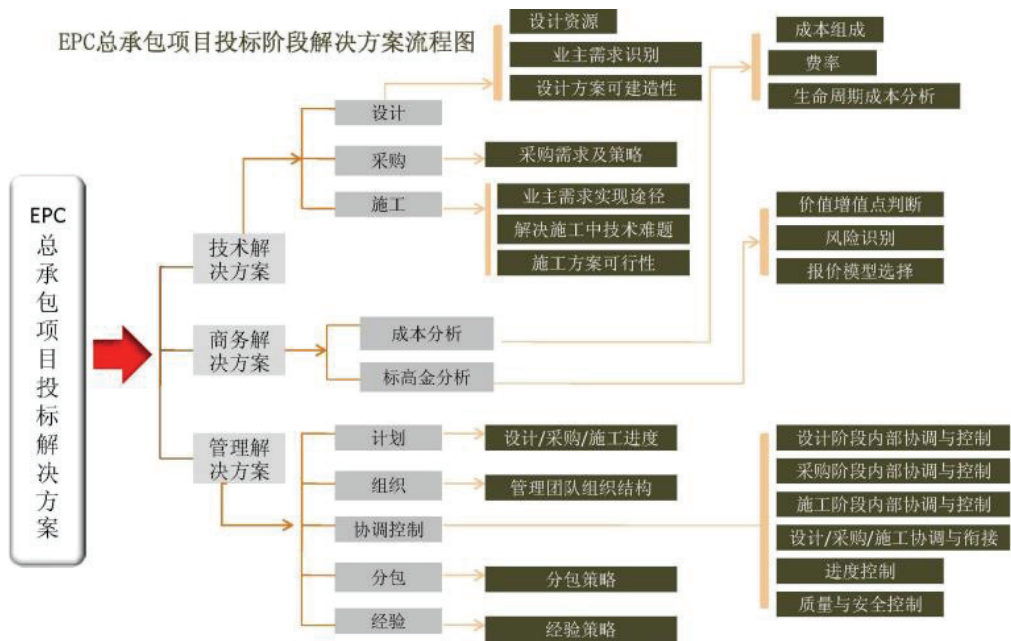 EPC总承包项目投标阶段解决方案流程图
EPC
总
承
包
项
目
投
标
解
决
方
案
技术解
决方案
设计
设计资源
业主需求识别
设计方案可建造性
采购
采购需求及策略
施工
业主需求实现途径
解决施工中技术难题
施工方案可行性
商务解
决方案
成本分析
成本组成
费率
生命周期成本分析
标高金分析
价值增值点判断
风险识别
报价模型选择
管理解
决方案
计划
设计/采购/施工进度
组织
管理团队组织结构
协调控制
设计阶段内部协调与控制
采购阶段内部协调与控制
施工阶段内部协调与控制
设计/采购/施工协调与衔接
进度控制
质量与安全控制
分包
分包策略
经验
经验策略